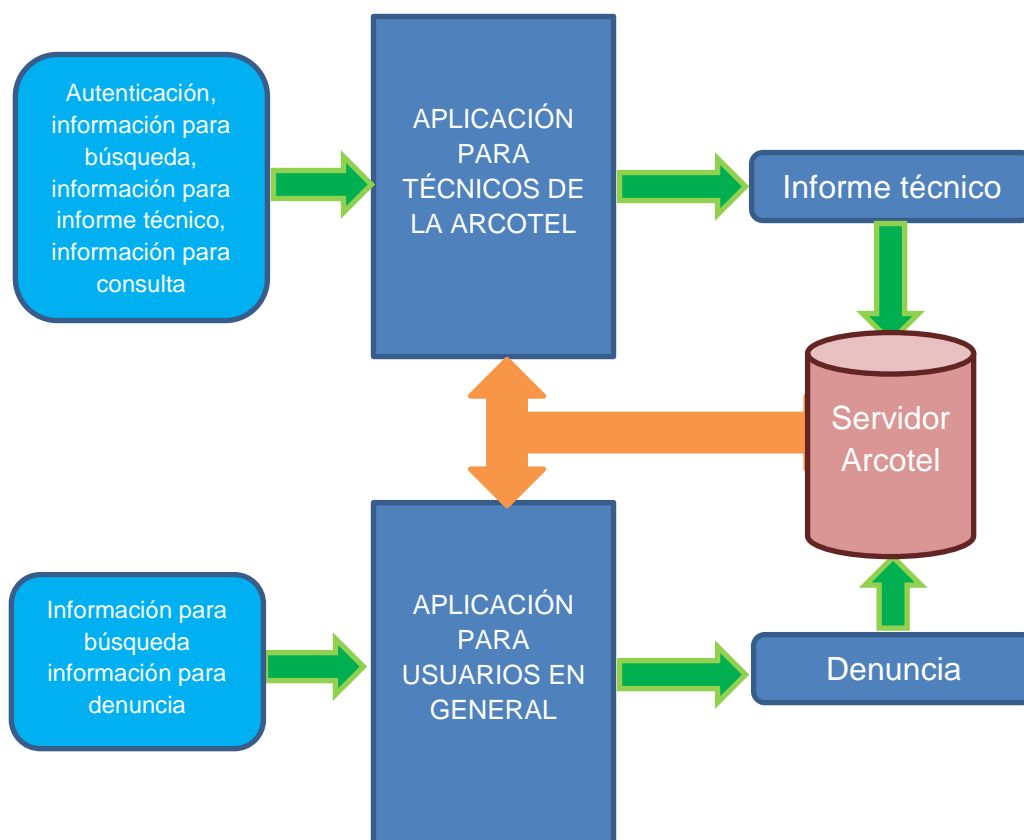 Autenticación,
información para
búsqueda,
información para
informe técnico,
información para
consulta
APLICACIÓN
PARA
TÉCNICOS DE
LA ARCOTEL
Informe técnico
Servidor
Arcotel
Información para
búsqueda
información para
denuncia
APLICACIÓN
PARA
USUARIOS EN
GENERAL
Denuncia